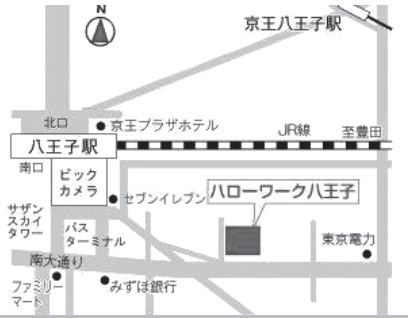 N
京王八王子駅
北口
京王プラザホテル
JR線
至豊田
八王子駅
南口
ビック
カメラ
セブンイレブン
ハローワーク八王子
サザン
スカイ
タワー
バス
ターミナル
東京電力
南大通り
ファミリー
マート
みずほ銀行